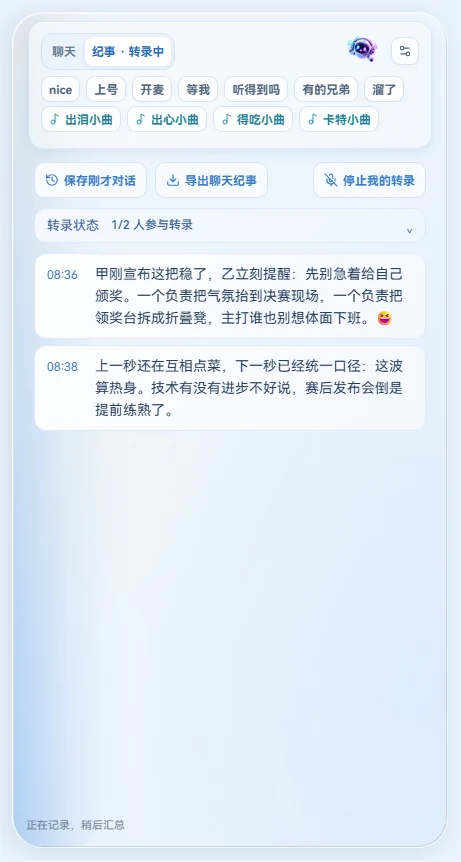 聊天 纪事 · 转录中
nice 上号 开麦 等我 听得到吗 有的兄弟 溜了
出泪小曲 出心小曲 得吃小曲 卡特小曲
保存刚才对话 导出聊天纪事 停止我的转录
转录状态 1/2 人参与转录
08:36 甲刚宣布这把稳了，乙立刻提醒：先别急着给自己
颁奖。一个负责把气氛抬到决赛现场，一个负责把
领奖台拆成折叠凳，主打谁也别想体面下班。😆
08:38 上一秒还在互相点菜，下一秒已经统一口径：这波
算热身。技术有没有进步不好说，赛后发布会倒是
提前练熟了。
正在记录，稍后汇总